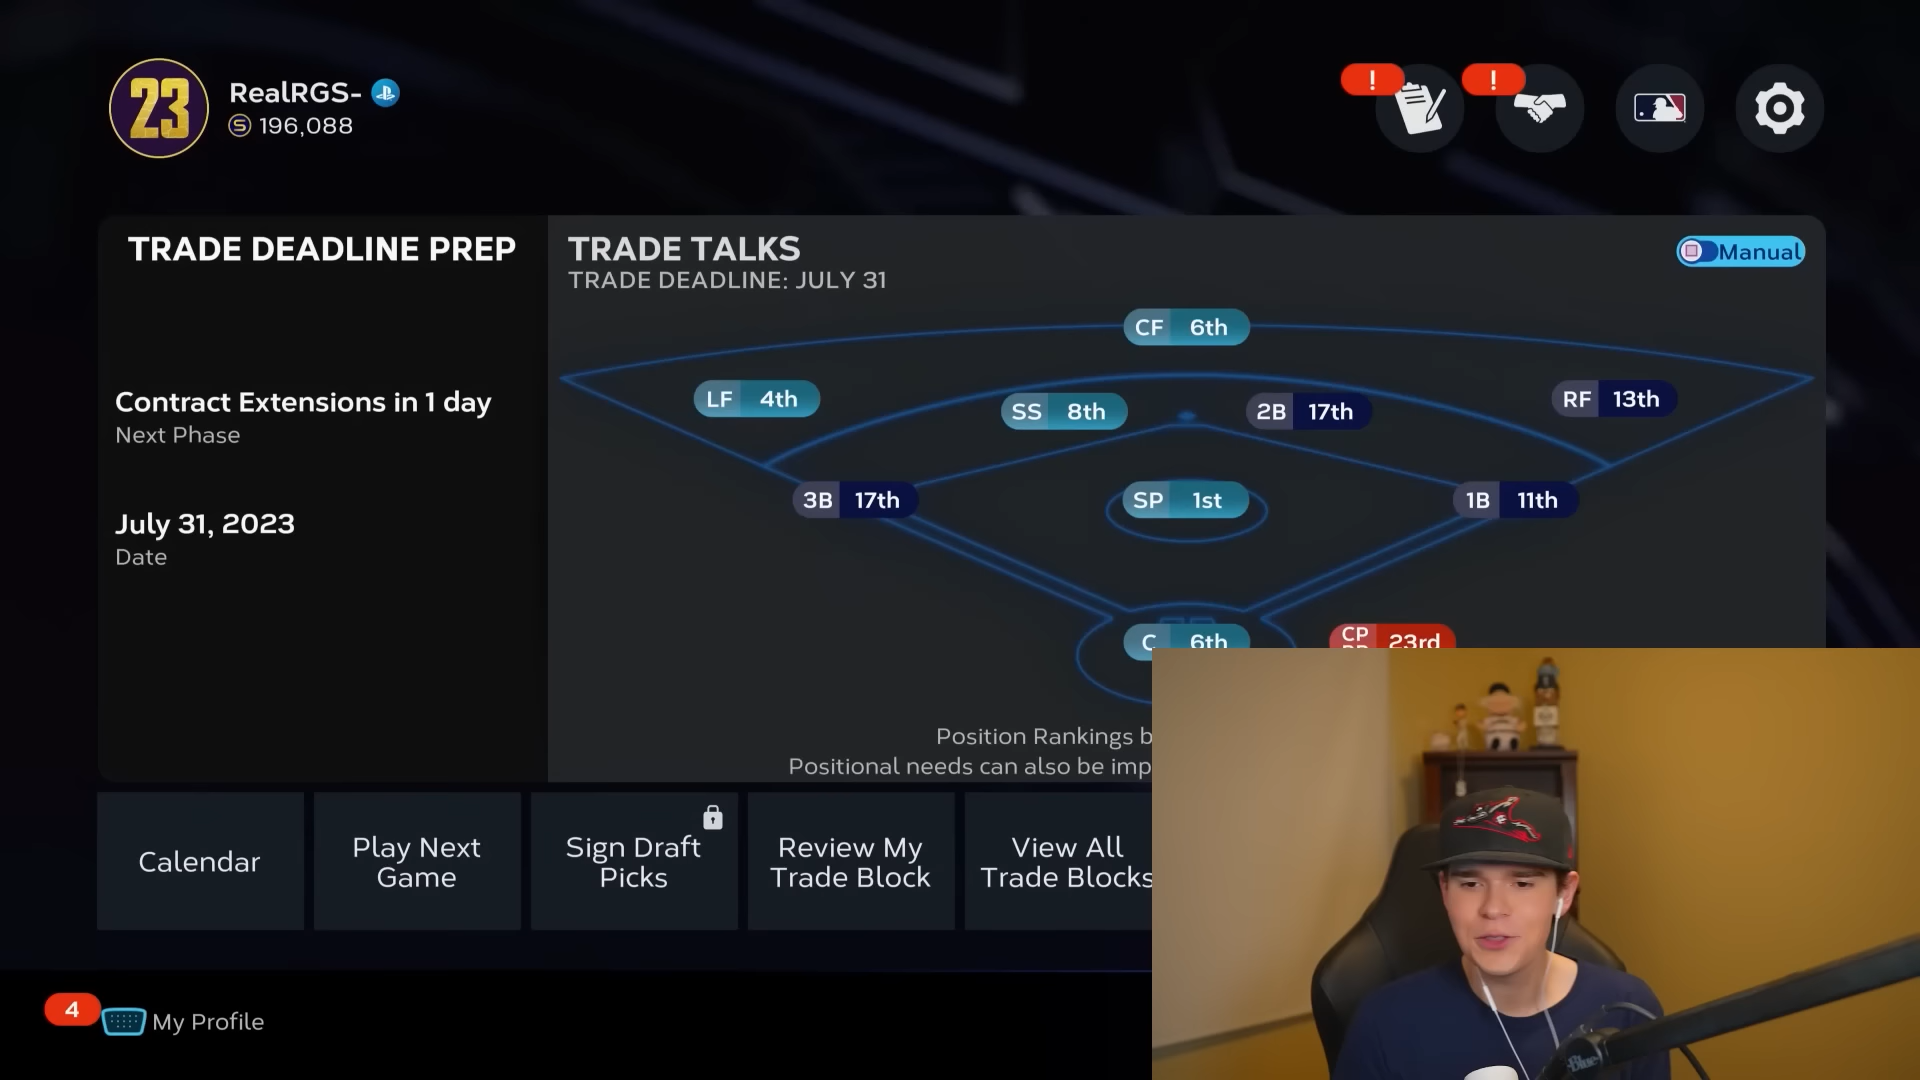 23
RealRGS-
S 196,088
!
!
TRADE DEADLINE PREP
Contract Extensions in 1 day
Next Phase
July 31, 2023
Date
TRADE TALKS
TRADE DEADLINE: JULY 31
Manual
CF 6th
LF 4th
SS 8th
2B 17th
RF 13th
3B 17th
SP 1st
1B 11th
C 6th
CP
23rd
Position Rankings b
Positional needs can also be imp
Calendar
Play Next
Game
Sign Draft
Picks
Review My
Trade Block
View All
Trade Blocks
4
My Profile
Blue